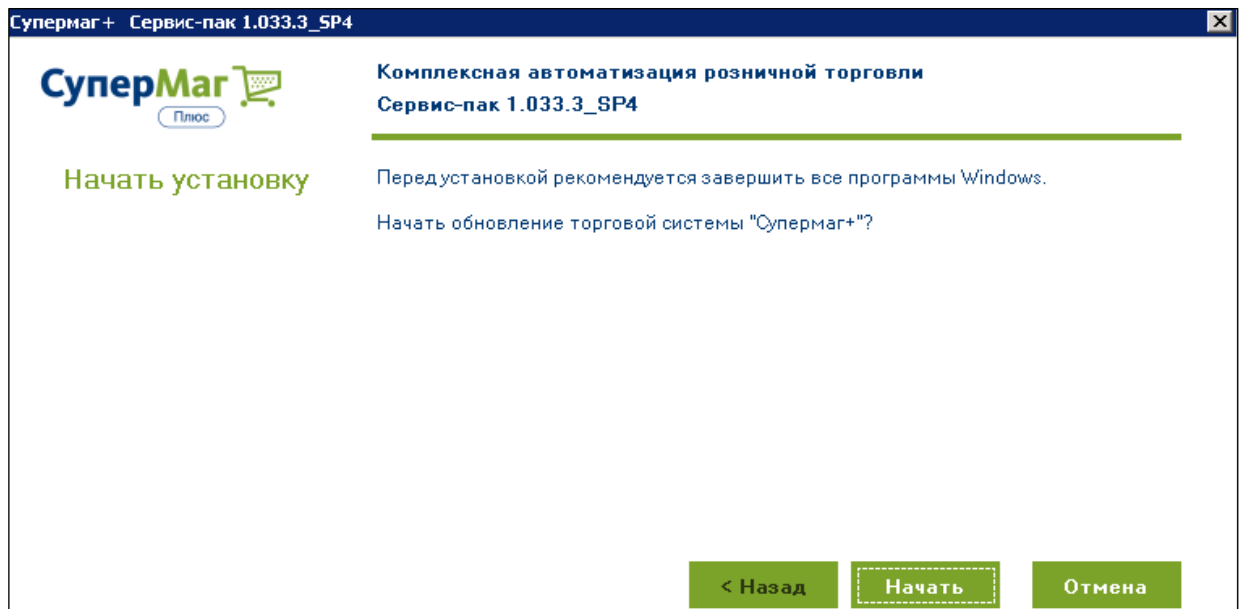 Супермаг+ Сервис-пак 1.033.3_SP4
СуперМаг
Плюс
Комплексная автоматизация розничной торговли
Сервис-пак 1.033.3_SP4
Начать установку
Перед установкой рекомендуется завершить все программы Windows.
Начать обновление торговой системы "Супермаг+"?
< Назад
Начать
Отмена